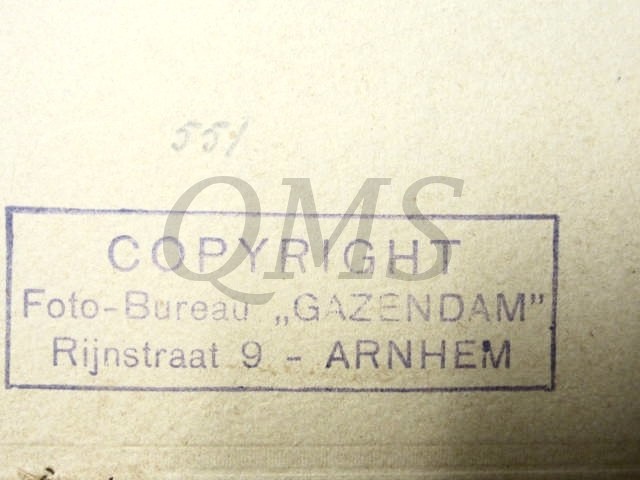 551
QMS
COPYRIGHT
Foto-Bureau „GAZENDAM”
Rijnstraat 9 - ARNHEM